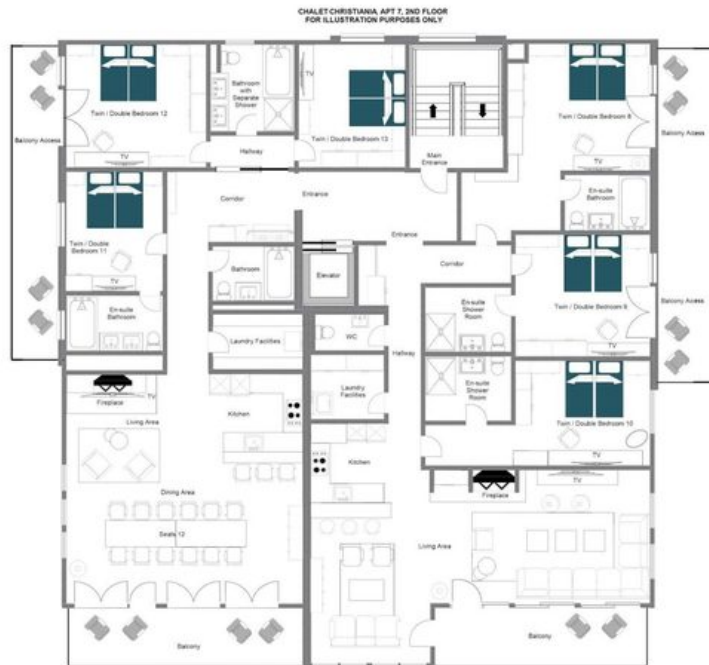 CHALET CHRISTIANIA, APT 7, 2ND FLOOR
FOR ILLUSTRATION PURPOSES ONLY
Bathroom
with
Separate
Shower
TV
Twin / Double Bedroom 12
Twin / Double Bedroom 13
Twin / Double Bedroom 8
Balcony Access
Balcony Access
TV
Hallway
Main
Entrance
TV
Corridor
Entrance
En-suite
Bathroom
Twin / Double
Bedroom 11
Entrance
TV
Bathroom
Elevator
Corridor
En-suite
Bathroom
En-suite
Shower
Room
Twin / Double Bedroom 9
Balcony Access
WC
Laundry Facilities
Hallway
TV
Fireplace
TV
Laundry
Facilities
En-suite
Shower
Room
Living Area
Kitchen
Twin / Double Bedroom 10
Kitchen
TV
Dining Area
Fireplace
Seats 12
Living Area
Balcony
Balcony